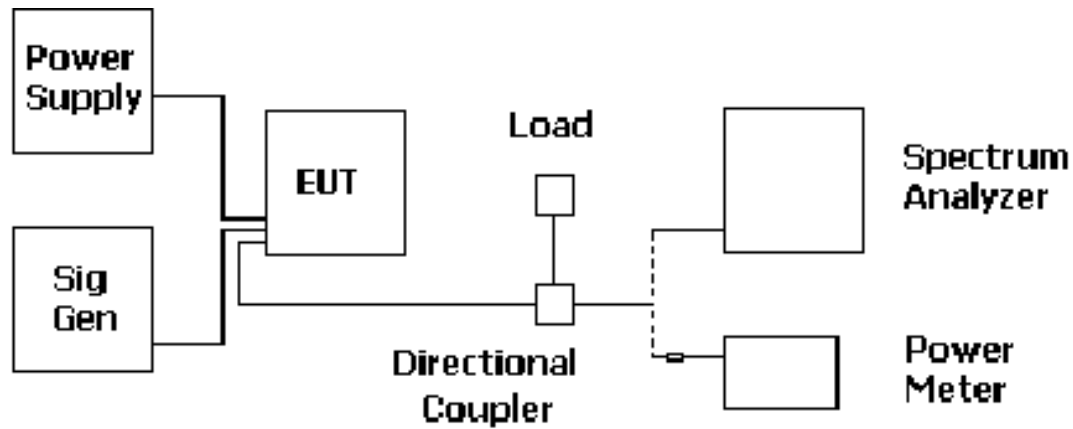 Power
Supply
EUT
Load
Spectrum
Analyzer
Sig
Gen
Directional
Coupler
Power
Meter